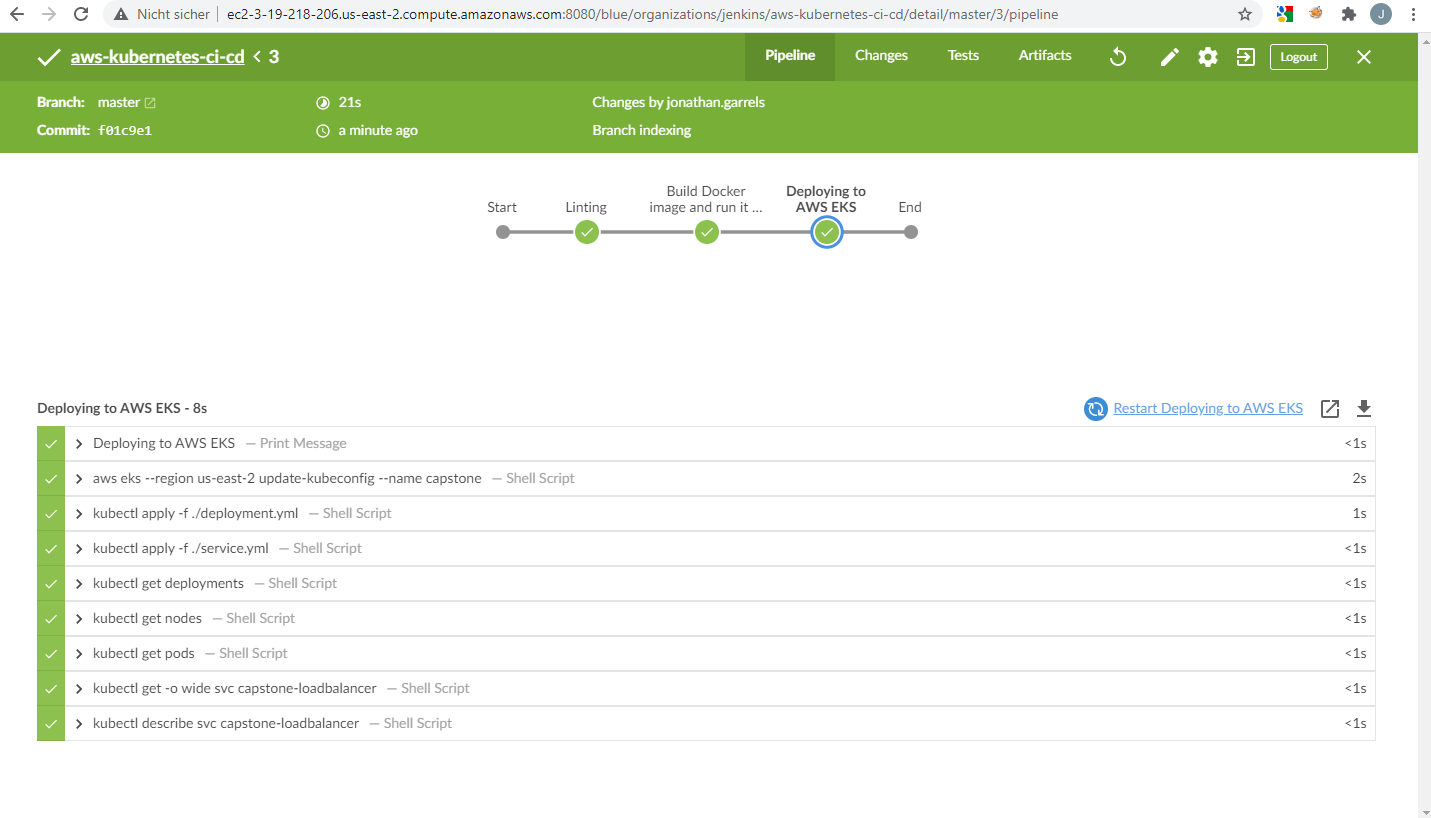 Nicht sicher ec2-3-19-218-206.us-east-2.compute.amazonaws.com:8080/blue/organizations/jenkins/aws-kubernetes-ci-cd/detail/master/3/pipeline J
aws-kubernetes-ci-cd < 3 Pipeline Changes Tests Artifacts Logout
Branch: master 21s Changes by jonathan.garrels
Commit: f01c9e1 a minute ago Branch indexing
Start
Linting
Build Docker
image and run it ...
Deploying to
AWS EKS
End
Deploying to AWS EKS - 8s Restart Deploying to AWS EKS
Deploying to AWS EKS — Print Message <1s
aws eks --region us-east-2 update-kubeconfig --name capstone — Shell Script 2s
kubectl apply -f ./deployment.yml — Shell Script 1s
kubectl apply -f ./service.yml — Shell Script <1s
kubectl get deployments — Shell Script <1s
kubectl get nodes — Shell Script <1s
kubectl get pods — Shell Script <1s
kubectl get -o wide svc capstone-loadbalancer — Shell Script <1s
kubectl describe svc capstone-loadbalancer — Shell Script <1s